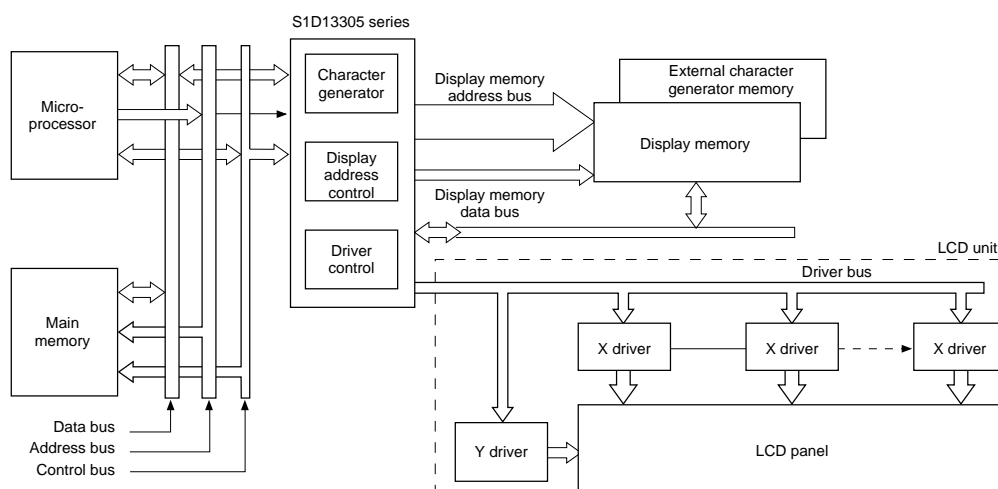 S1D13305 series
Micro-
processor
Character
generator
Display
address
control
Driver
control
Display memory
address bus
External character
generator memory
Display memory
Display memory
data bus
LCD unit
Driver bus
Main
memory
X driver
X driver
X driver
Y driver
LCD panel
Data bus
Address bus
Control bus